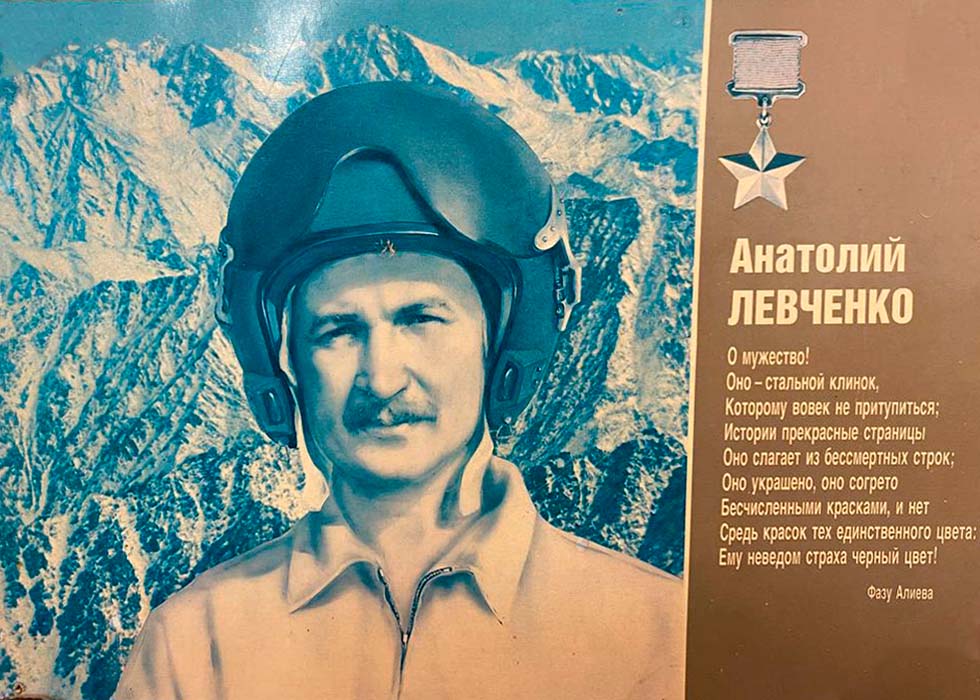 Анатолий
ЛЕВЧЕНКО
О мужество!
Оно – стальной клинок,
Которому вовек не притупиться;
Истории прекрасные страницы
Оно слагает из бессмертных строк;
Оно украшено, оно согрето
Бесчисленными красками, и нет
Средь красок тех единственного цвета:
Ему неведом страха черный цвет!
Фазу Алиева